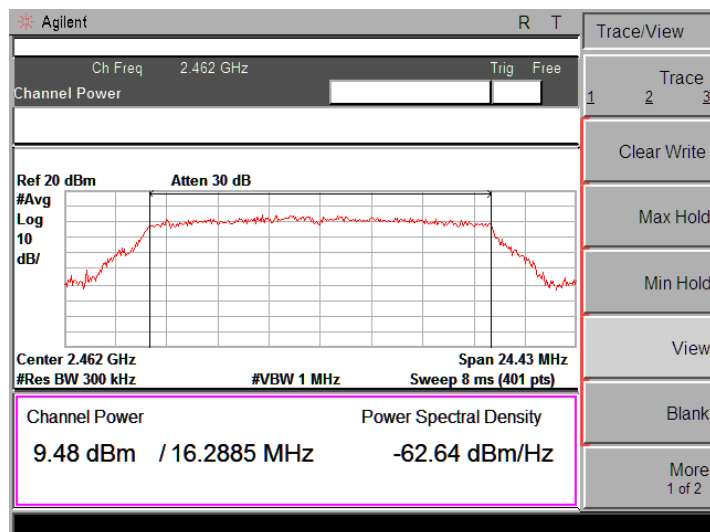 Agilent R T
Trace/View
Ch Freq 2.462 GHz Trig Free
Channel Power
Trace
1 2 3
Clear Write
Ref 20 dBm Atten 30 dB
#Avg
Log
10
dB/
Max Hold
Min Hold
View
Center 2.462 GHz Span 24.43 MHz
#Res BW 300 kHz #VBW 1 MHz Sweep 8 ms (401 pts)
Channel Power Power Spectral Density
9.48 dBm / 16.2885 MHz -62.64 dBm/Hz
Blank
More
1 of 2